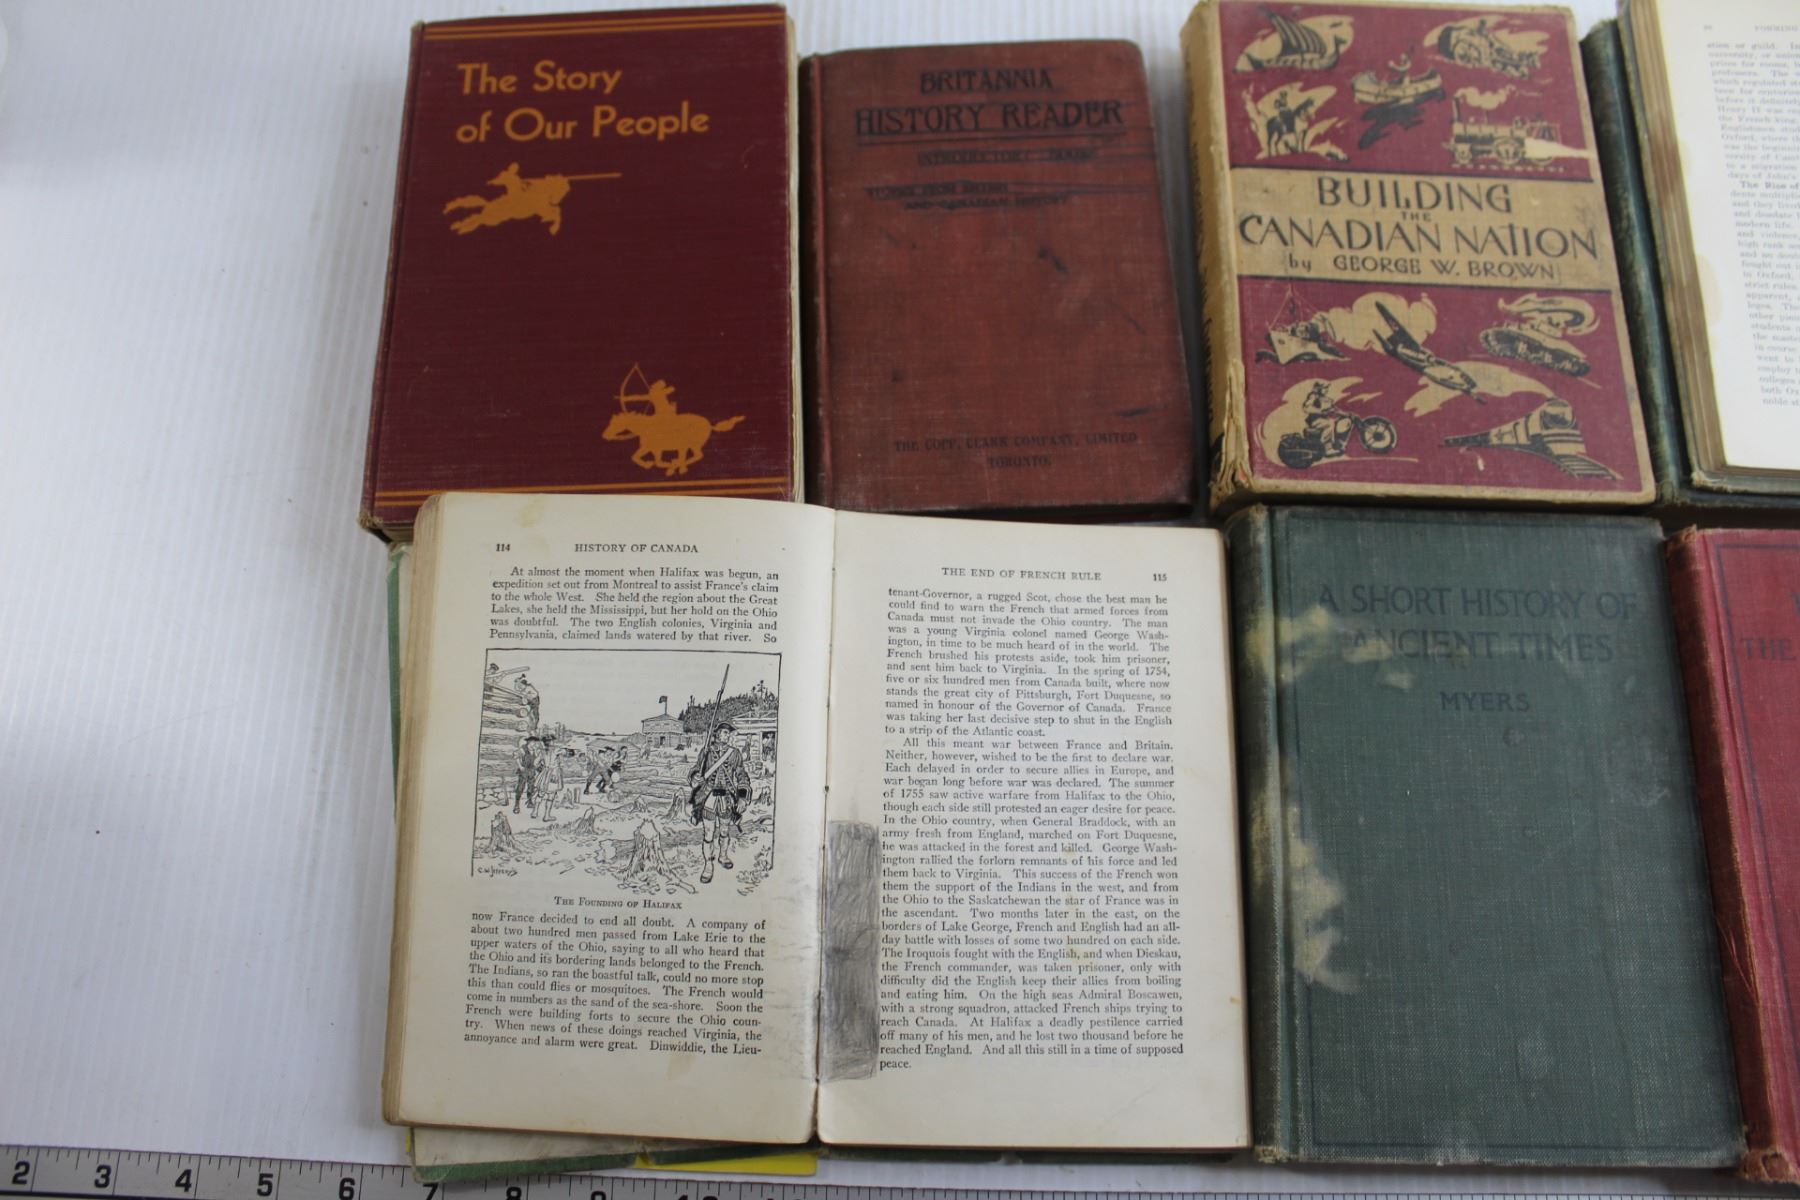 The Story
of Our People
BRITANNIA
HISTORY READER
INTRODUCTORY BOOK
STORIES FROM BRITISH
AND CANADIAN HISTORY
THE COPP, CLARK COMPANY, LIMITED
TORONTO.
BUILDING
THE
CANADIAN NATION
by GEORGE W. BROWN
114 HISTORY OF CANADA
At almost the moment when Halifax was begun, an
expedition set out from Montreal to assist France's claim
to the whole West. She held the region about the Great
Lakes, she held the Mississippi, but her hold on the Ohio
was doubtful. The two English colonies, Virginia and
Pennsylvania, claimed lands watered by that river. So
C.W. Jefferys
THE FOUNDING OF HALIFAX
now France decided to end all doubt. A company of
about two hundred men passed from Lake Erie to the
upper waters of the Ohio, saying to all who heard that
the Ohio and its bordering lands belonged to the French.
The Indians, so ran the boastful talk, could no more stop
this than could flies or mosquitoes. The French would
come in numbers as the sand of the sea-shore. Soon the
French were building forts to secure the Ohio coun-
try. When news of these doings reached Virginia, the
annoyance and alarm were great. Dinwiddie, the Lieu-
THE END OF FRENCH RULE 115
tenant-Governor, a rugged Scot, chose the best man he
could find to warn the French that armed forces from
Canada must not invade the Ohio country. The man
was a young Virginia colonel named George Wash-
ington, in time to be much heard of in the world. The
French brushed his protests aside, took him prisoner,
and sent him back to Virginia. In the spring of 1754,
five or six hundred men from Canada built, where now
stands the great city of Pittsburgh, Fort Duquesne, so
named in honour of the Governor of Canada. France
was taking her last decisive step to shut in the English
to a strip of the Atlantic coast.
All this meant war between France and Britain.
Neither, however, wished to be the first to declare war.
Each delayed in order to secure allies in Europe, and
war began long before war was declared. The summer
of 1755 saw active warfare from Halifax to the Ohio,
though each side still protested an eager desire for peace.
In the Ohio country, when General Braddock, with an
army fresh from England, marched on Fort Duquesne,
he was attacked in the forest and killed. George Wash-
ington rallied the forlorn remnants of his force and led
them back to Virginia. This success of the French won
them the support of the Indians in the west, and from
the Ohio to the Saskatchewan the star of France was in
the ascendant. Two months later in the east, on the
borders of Lake George, French and English had an all-
day battle with losses of some two hundred on each side.
The Iroquois fought with the English, and when Dieskau,
the French commander, was taken prisoner, only with
difficulty did the English keep their allies from boiling
and eating him. On the high seas Admiral Boscawen,
with a strong squadron, attacked French ships trying to
reach Canada. At Halifax a deadly pestilence carried
off many of his men, and he lost two thousand before he
reached England. And all this still in a time of supposed
peace.
A SHORT HISTORY OF
ANCIENT TIMES
MYERS
THE
2 3 4 5 6 7 8 9 10